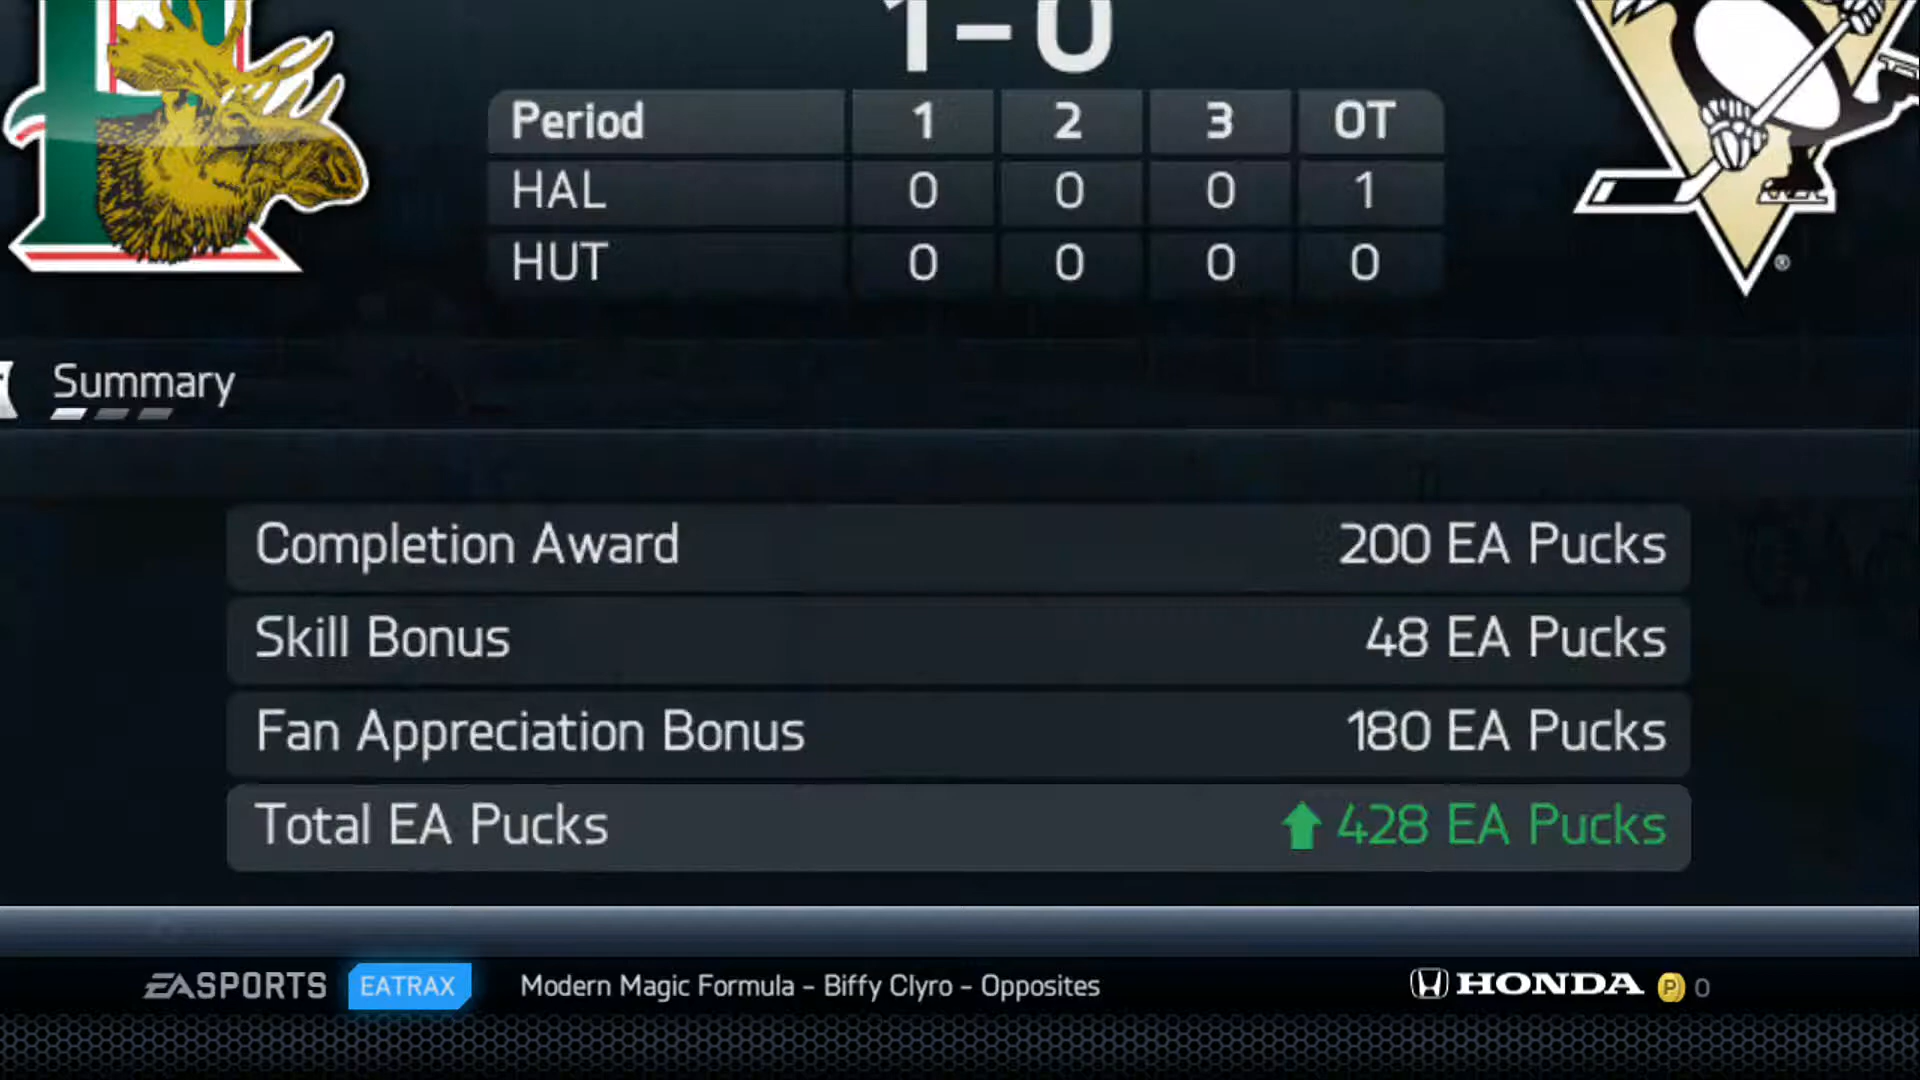 1 - 0
Period 1 2 3 OT
HAL 0 0 0 1
HUT 0 0 0 0
®
Summary
Completion Award 200 EA Pucks
Skill Bonus 48 EA Pucks
Fan Appreciation Bonus 180 EA Pucks
Total EA Pucks 428 EA Pucks
EA SPORTS EATRAX Modern Magic Formula - Biffy Clyro - Opposites HONDA P 0